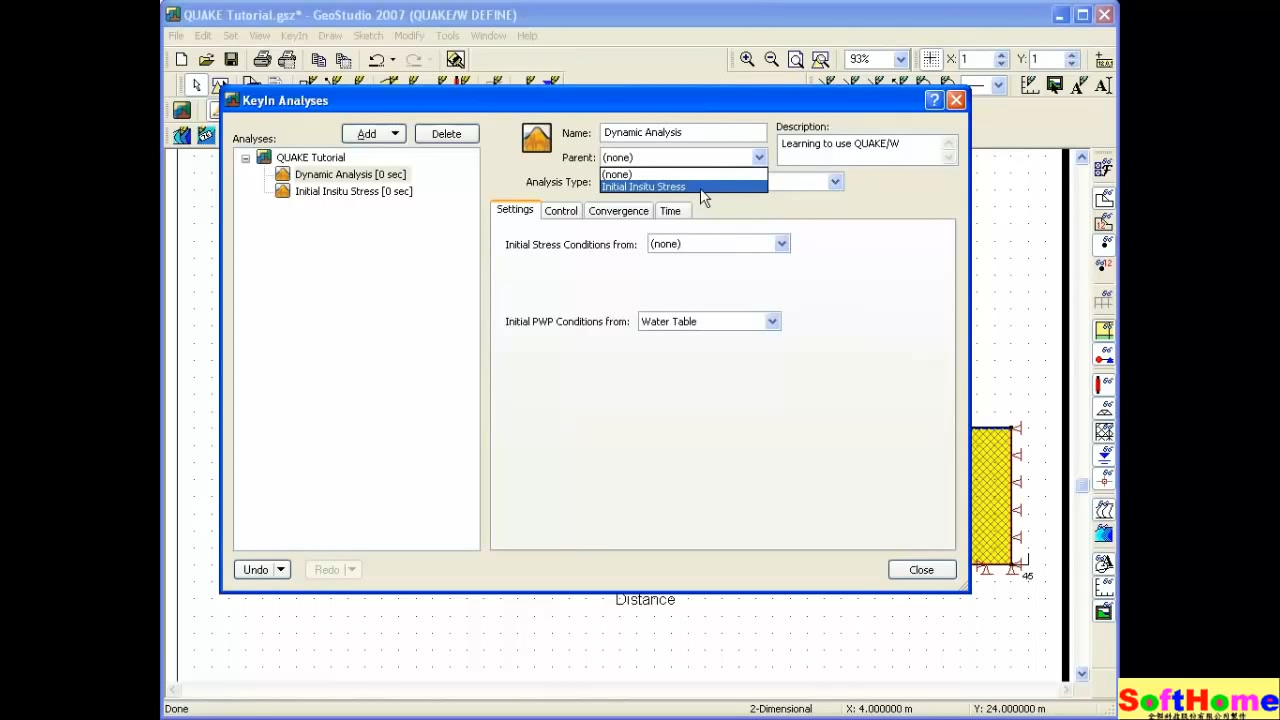 QUAKE Tutorial.gsz* - GeoStudio 2007 (QUAKE/W DEFINE)
File Edit Set View KeyIn Draw Sketch Modify Tools Window Help
93% X: 1 Y: 1
KeyIn Analyses
Analyses: Add Delete
QUAKE Tutorial
Dynamic Analysis [0 sec]
Initial Insitu Stress [0 sec]
Name: Dynamic Analysis
Parent: (none)
(none)
Initial Insitu Stress
Analysis Type:
Description:
Learning to use QUAKE/W
Settings Control Convergence Time
Initial Stress Conditions from: (none)
Initial PWP Conditions from: Water Table
Undo Redo Close
45
Distance
Done 2-Dimensional X: 4.000000 m Y: 24.000000 m
SoftHome